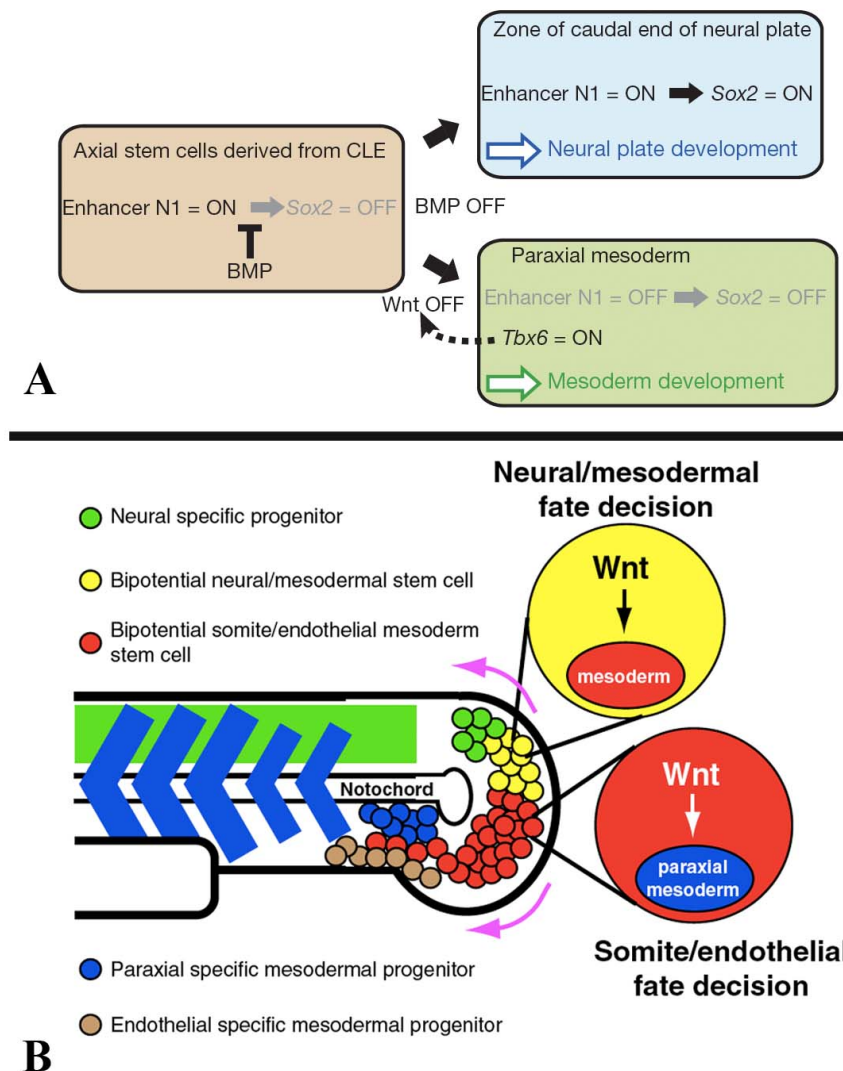 Zone of caudal end of neural plate
Enhancer N1 = ON Sox2 = ON
Neural plate development
Axial stem cells derived from CLE
Enhancer N1 = ON Sox2 = OFF
BMP
BMP OFF
Wnt OFF
Paraxial mesoderm
Enhancer N1 = OFF Sox2 = OFF
Tbx6 = ON
Mesoderm development
A
Neural/mesodermal
fate decision
Neural specific progenitor
Bipotential neural/mesodermal stem cell
Bipotential somite/endothelial mesoderm
stem cell
Wnt
mesoderm
Notochord
Wnt
paraxial
mesoderm
Somite/endothelial
fate decision
Paraxial specific mesodermal progenitor
Endothelial specific mesodermal progenitor
B